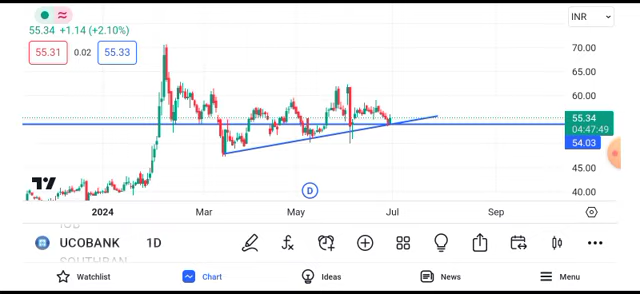 INR
55.34 +1.14 (+2.10%)
55.31 0.02 55.33
70.00
65.00
60.00
55.34
04:47:49
54.03
45.00
40.00
D
2024 Mar May Jul Sep
UCOBANK 1D
Watchlist Chart Ideas News Menu